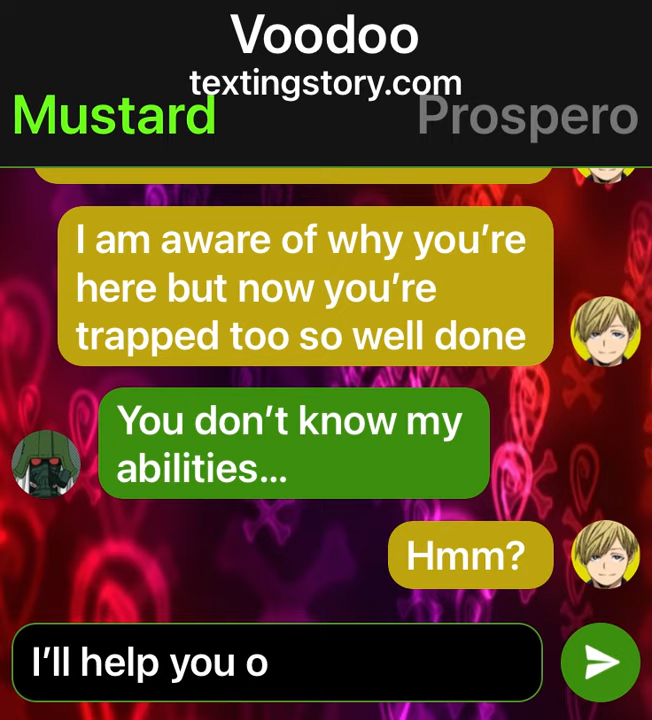 Voodoo
textingstory.com
Mustard
Prospero
I am aware of why you’re
here but now you’re
trapped too so well done
You don’t know my
abilities...
Hmm?
I’ll help you o